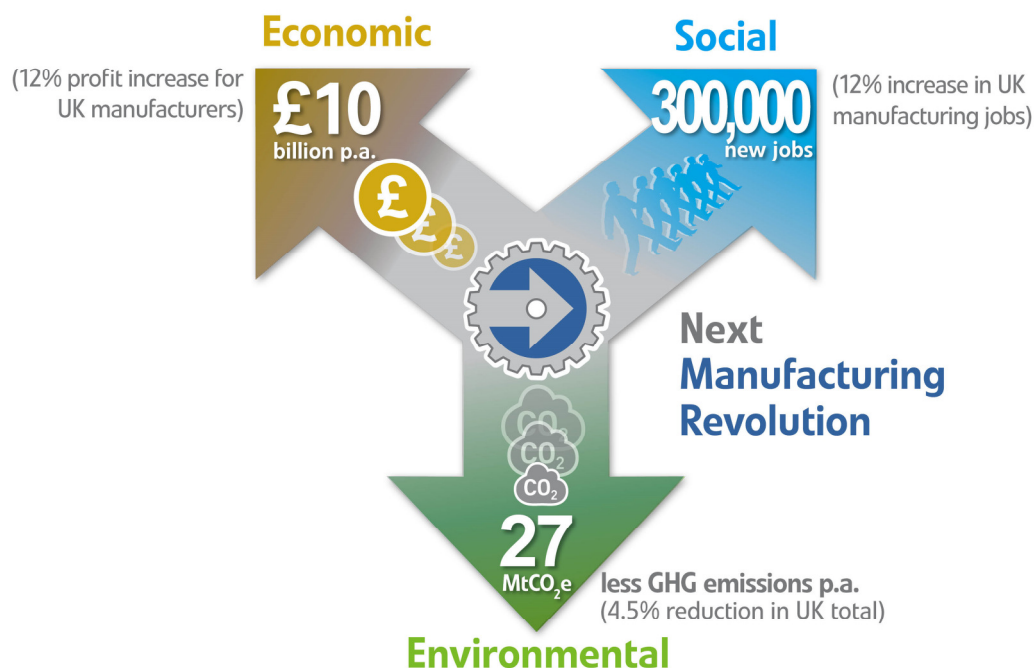 Economic
(12% profit increase for
UK manufacturers)
£10
billion p.a.
£
£
£
Social
300,000
new jobs
(12% increase in UK
manufacturing jobs)
Next
Manufacturing
Revolution
CO₂
CO₂
CO₂
27
MtCO₂e
less GHG emissions p.a.
(4.5% reduction in UK total)
Environmental